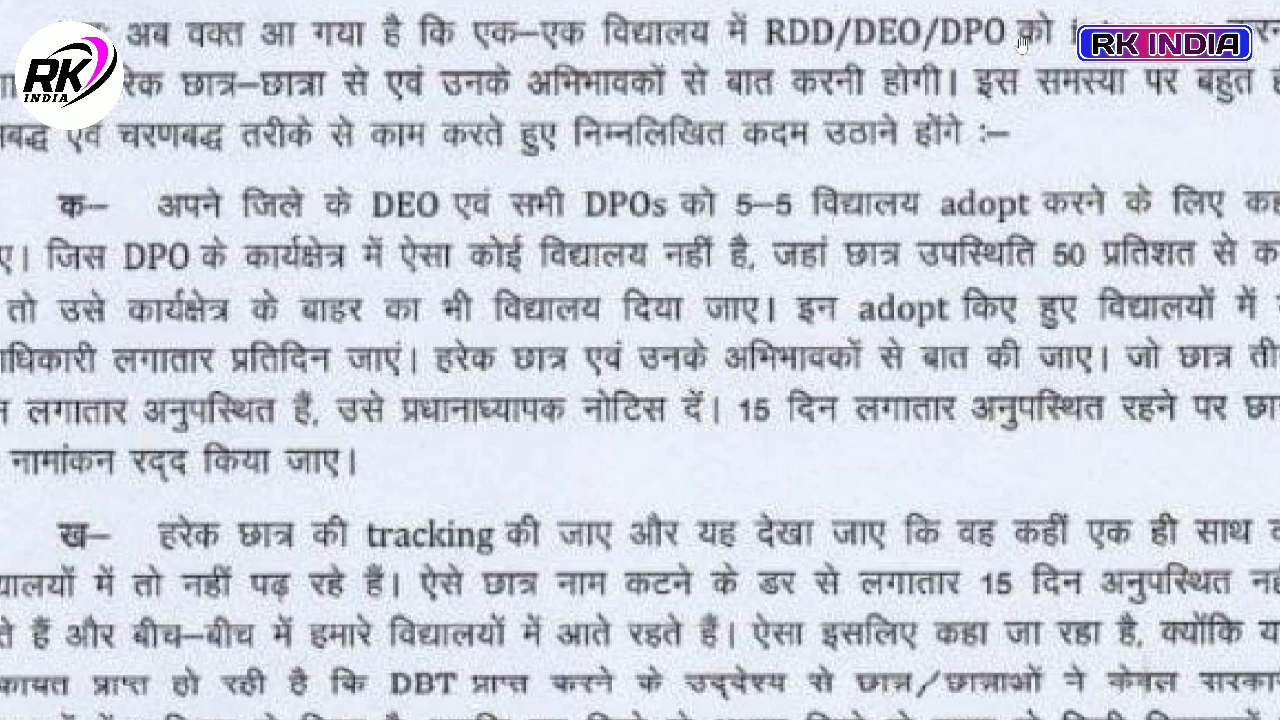 RK
INDIA
RK INDIA
अब वक्त आ गया है कि एक–एक विद्यालय में RDD/DEO/DPO को
छात्र–छात्रा से एवं उनके अभिभावकों से बात करनी होगी। इस समस्या पर बहुत
एवं चरणबद्ध तरीके से काम करते हुए निम्नलिखित कदम उठाने होंगे :–
क– अपने जिले के DEO एवं सभी DPOs को 5–5 विद्यालय adopt करने के लिए
जिस DPO के कार्यक्षेत्र में ऐसा कोई विद्यालय नहीं है, जहां छात्र उपस्थिति 50 प्रतिशत से
तो उसे कार्यक्षेत्र के बाहर का भी विद्यालय दिया जाए। इन adopt किए हुए विद्यालयों में
लगातार प्रतिदिन जाएं। हरेक छात्र एवं उनके अभिभावकों से बात की जाए। जो छात्र
लगातार अनुपस्थित हैं, उसे प्रधानाध्यापक नोटिस दें। 15 दिन लगातार अनुपस्थित रहने पर
नामांकन रद्द किया जाए।
ख– हरेक छात्र की tracking की जाए और यह देखा जाए कि वह कहीं एक ही साथ
में तो नहीं पढ़ रहे हैं। ऐसे छात्र नाम कटने के डर से लगातार 15 दिन अनुपस्थित
हैं और बीच–बीच में हमारे विद्यालयों में आते रहते हैं। ऐसा इसलिए कहा जा रहा है, क्योंकि
प्राप्त हो रही है कि DBT प्राप्त करने के उद्देश्य से छात्र/छात्राओं ने केवल